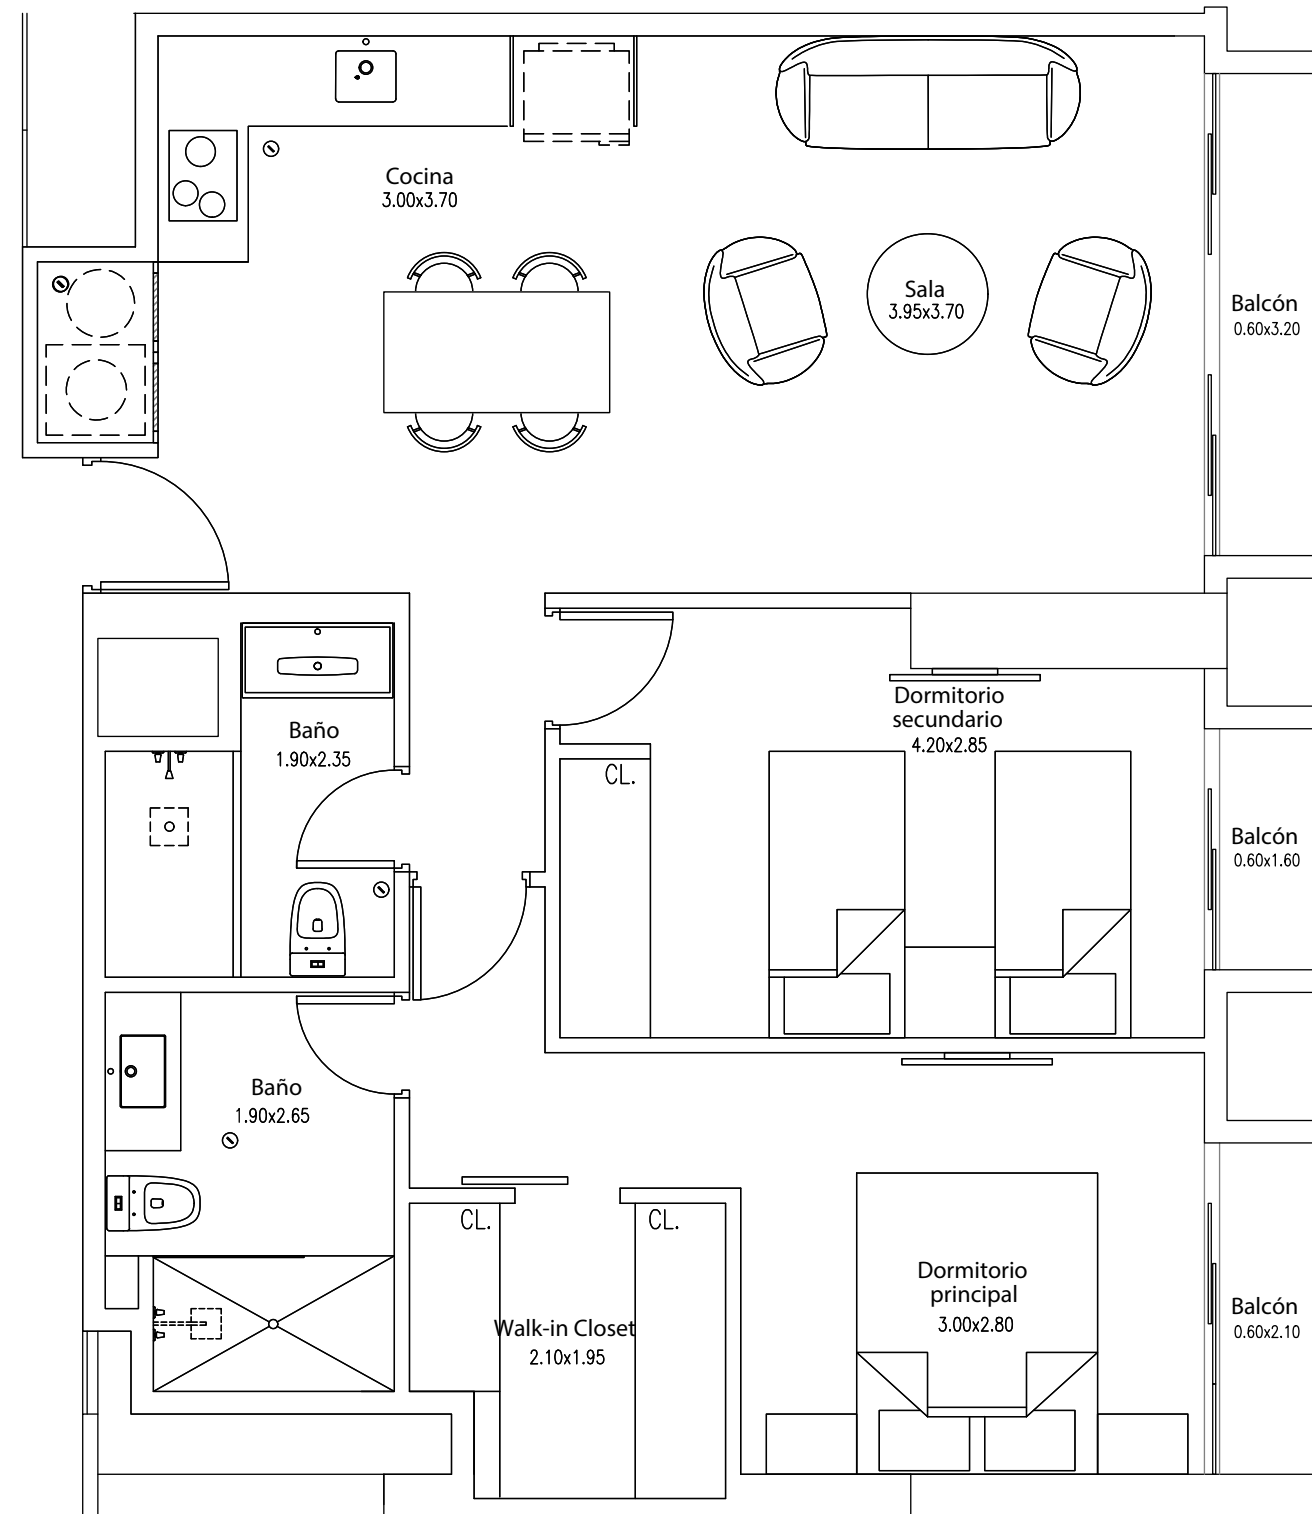 Cocina
3.00x3.70
Sala
3.95x3.70
Balcón
0.60x3.20
Dormitorio
secundario
4.20x2.85
Baño
1.90x2.35
CL.
Balcón
0.60x1.60
Baño
1.90x2.65
CL.
CL.
Dormitorio
principal
3.00x2.80
Walk-in Closet
2.10x1.95
Balcón
0.60x2.10